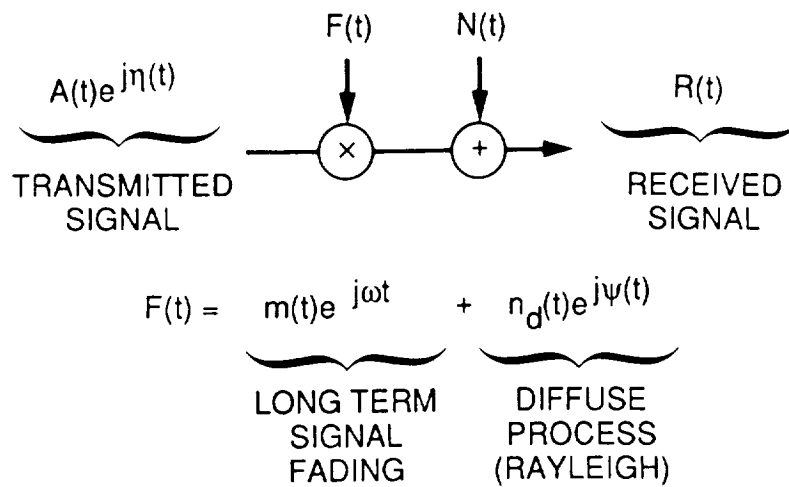 F(t) N(t)
A(t)e jη(t) × + R(t)
TRANSMITTED SIGNAL
RECEIVED SIGNAL
F(t) = m(t)e jωt + n_d(t)e jψ(t)
LONG TERM SIGNAL FADING
DIFFUSE PROCESS (RAYLEIGH)